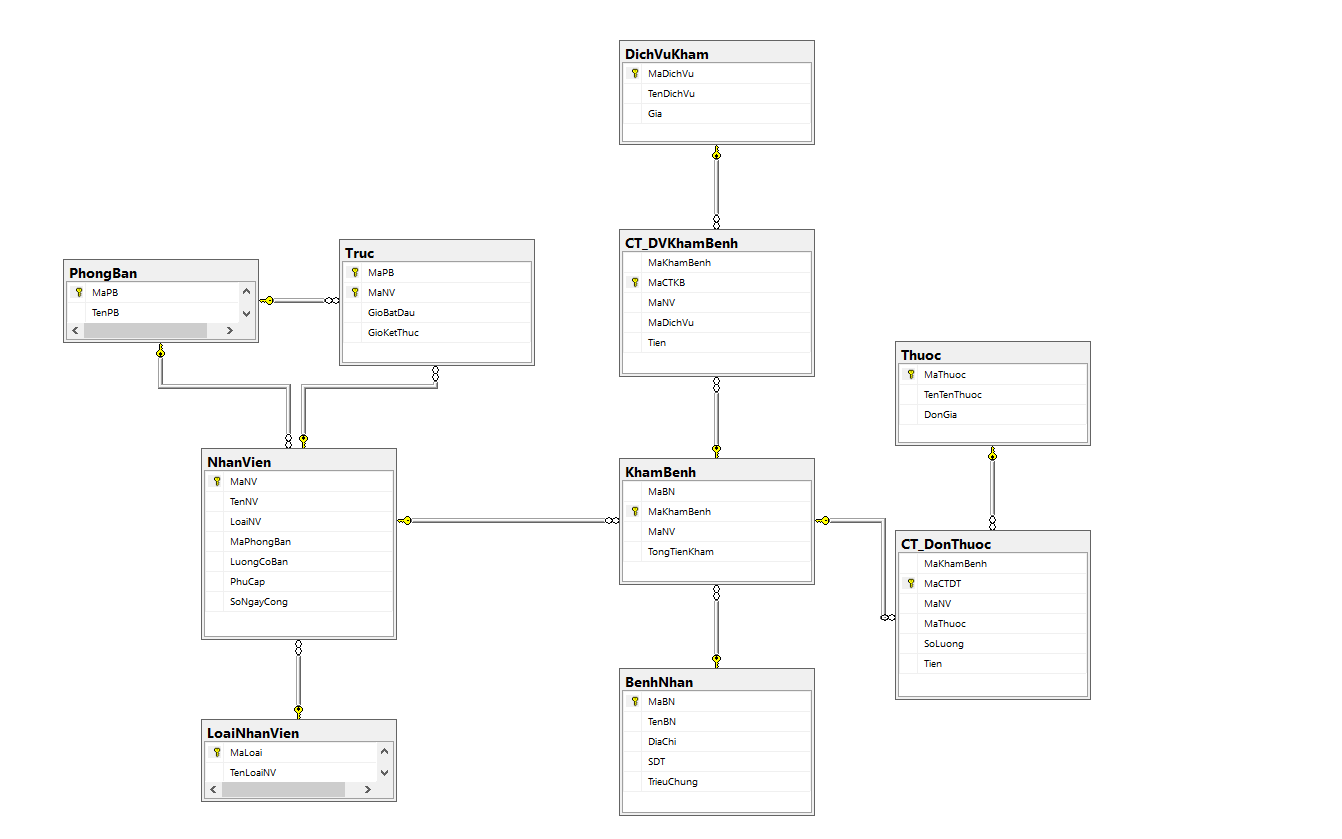 DichVuKham
MaDichVu
TenDichVu
Gia
CT_DVKhamBenh
MaKhamBenh
MaCTKB
MaNV
MaDichVu
Tien
Truc
MaPB
MaNV
GioBatDau
GioKetThuc
PhongBan
MaPB
TenPB
Thuoc
MaThuoc
TenTenThuoc
DonGia
NhanVien
MaNV
TenNV
LoaiNV
MaPhongBan
LuongCoBan
PhuCap
SoNgayCong
KhamBenh
MaBN
MaKhamBenh
MaNV
TongTienKham
CT_DonThuoc
MaKhamBenh
MaCTDT
MaNV
MaThuoc
SoLuong
Tien
BenhNhan
MaBN
TenBN
DiaChi
SDT
TrieuChung
LoaiNhanVien
MaLoai
TenLoaiNV